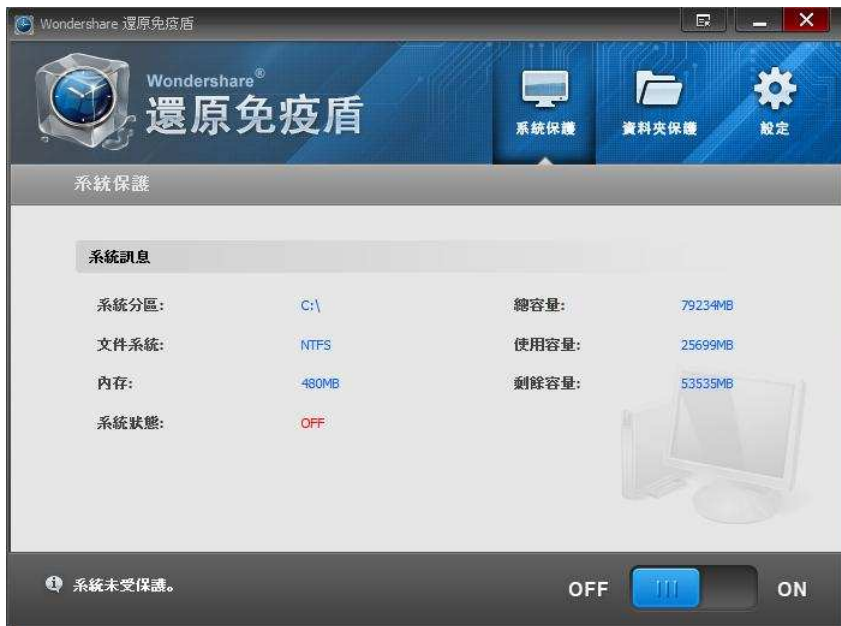 Wondershare 還原免疫盾
Wondershare®
還原免疫盾
系統保護
資料夾保護
設定
系統保護
系統訊息
系統分區: C:\ 總容量: 79234MB
文件系統: NTFS 使用容量: 25699MB
內存: 480MB 剩餘容量: 53535MB
系統狀態: OFF
系統未受保護。 OFF ON